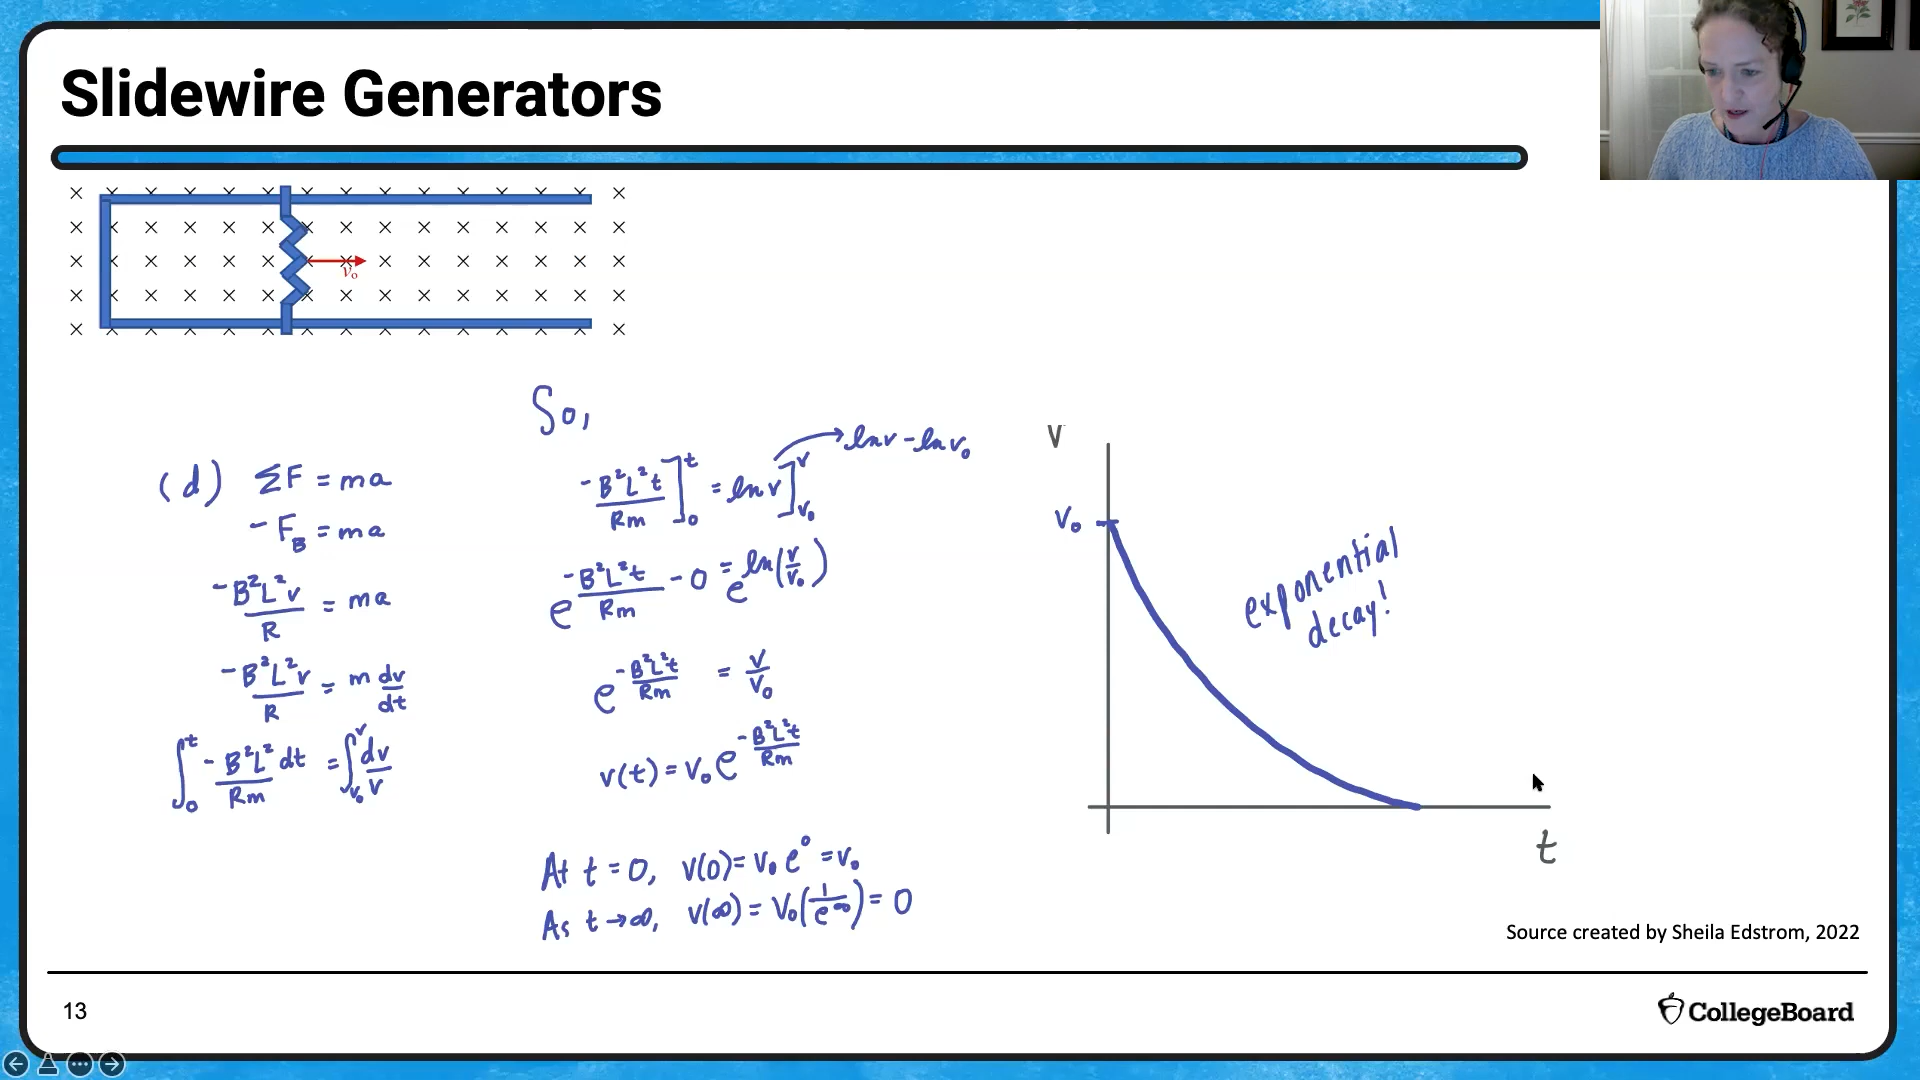 Slidewire Generators
× × × × × × × × × × × × × × ×
× × × × × × × × × × × × × × ×
× × × × × × × × × × × × × × ×
v₀
× × × × × × × × × × × × × × ×
× × × × × × × × × × × × × × ×
(d) ΣF = ma
-F_B = ma
-B²L²v/R = ma
-B²L²v/R = m dv/dt
∫₀ᵗ -B²L²/Rm dt = ∫_v₀^v dv/v
So,
-B²L²t/Rm ]₀ᵗ = ln v ]_v₀^v → ln v - ln v₀
e^(-B²L²t/Rm - 0) = e^(ln(v/v₀))
e^(-B²L²t/Rm) = v/v₀
v(t) = v₀ e^(-B²L²t/Rm)
At t = 0, v(0) = v₀ e⁰ = v₀
As t → ∞, v(∞) = v₀(1/e^∞) = 0
v
v₀
exponential
decay!
t
Source created by Sheila Edstrom, 2022
13
CollegeBoard